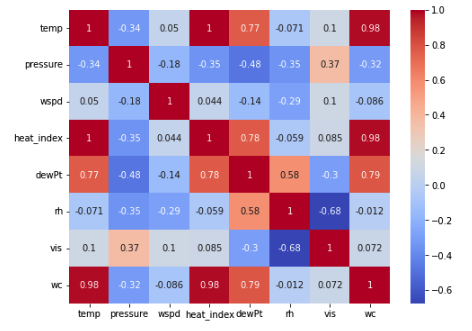 temp 1 -0.34 0.05 1 0.77 -0.071 0.1 0.98
pressure -0.34 1 -0.18 -0.35 -0.48 -0.35 0.37 -0.32
wspd 0.05 -0.18 1 0.044 -0.14 -0.29 0.1 -0.086
heat_index 1 -0.35 0.044 1 0.78 -0.059 0.085 0.98
dewPt 0.77 -0.48 -0.14 0.78 1 0.58 -0.3 0.79
rh -0.071 -0.35 -0.29 -0.059 0.58 1 -0.68 -0.012
vis 0.1 0.37 0.1 0.085 -0.3 -0.68 1 0.072
wc 0.98 -0.32 -0.086 0.98 0.79 -0.012 0.072 1
temp pressure wspd heat_index dewPt rh vis wc
1.0
0.8
0.6
0.4
0.2
0.0
-0.2
-0.4
-0.6